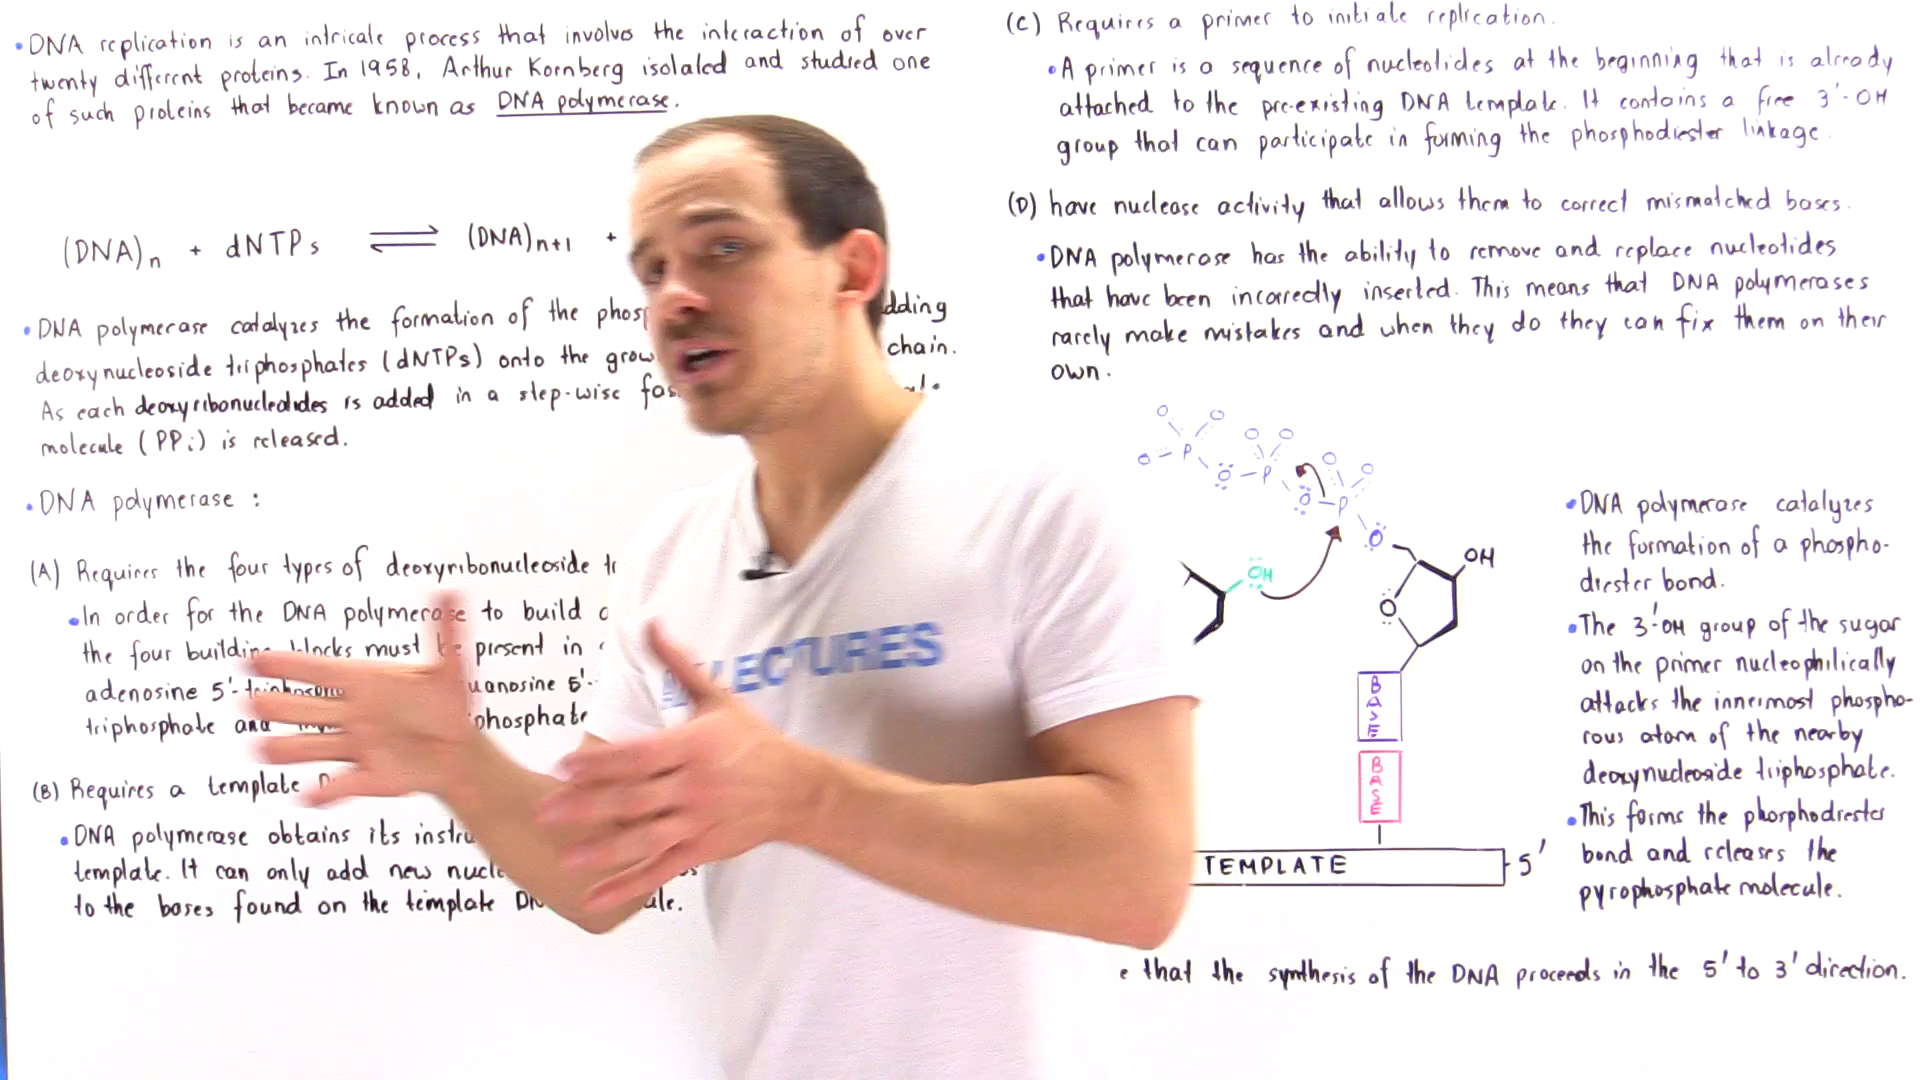 • DNA replication is an intricate process that involves the interaction of over
twenty different proteins. In 1958, Arthur Kornberg isolated and studied one
of such proteins that became known as DNA polymerase.
(DNA)n + dNTPs ⇌ (DNA)n+1 +
• DNA polymerase catalyzes the formation of the phos dding
deoxynucleoside triphosphates (dNTPs) onto the grow chain.
As each deoxyribonucleotides is added in a step-wise fas
molecule (PPi) is released.
• DNA polymerase :
(A) Requires the four types of deoxyribonucleoside tr
• In order for the DNA polymerase to build a
the four building blocks must be present in
adenosine 5'- uanosine 5'-
triphosphate and phosphate
(B) Requires a template D
• DNA polymerase obtains its instru
template. It can only add new nucle
to the bases found on the template DN ule.
(C) Requires a primer to initiate replication.
• A primer is a sequence of nucleotides at the beginning that is already
attached to the pre-existing DNA template. It contains a free 3'-OH
group that can participate in forming the phosphodiester linkage.
(D) have nuclease activity that allows them to correct mismatched bases.
• DNA polymerase has the ability to remove and replace nucleotides
that have been incorrectly inserted. This means that DNA polymerases
rarely make mistakes and when they do they can fix them on their
own.
O O O O O O
O P O P O P
O
OH
OH
O
BASE
BASE
TEMPLATE 5'
• DNA polymerase catalyzes
the formation of a phospho-
diester bond.
• The 3'-OH group of the sugar
on the primer nucleophilically
attacks the innermost phospho-
rous atom of the nearby
deoxynucleoside triphosphate.
• This forms the phosphodiester
bond and releases the
pyrophosphate molecule.
e that the synthesis of the DNA proceeds in the 5' to 3' direction.
LECTURES